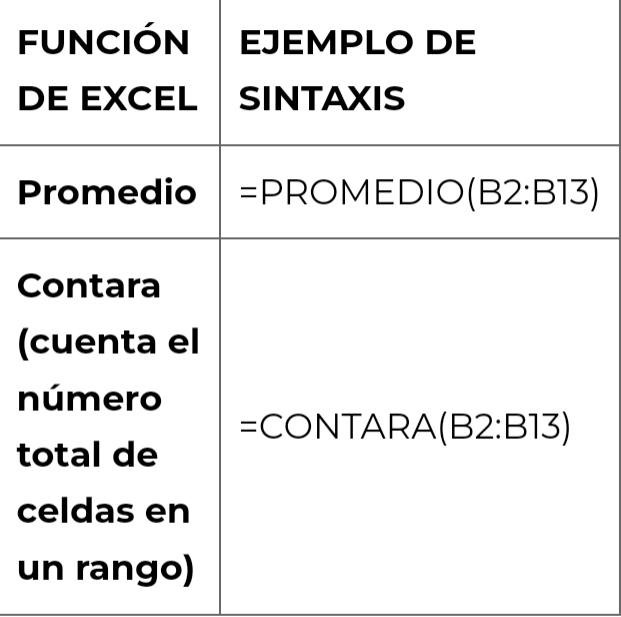 FUNCIÓN
DE EXCEL
EJEMPLO DE
SINTAXIS
Promedio
=PROMEDIO(B2:B13)
Contara
(cuenta el
número
total de
celdas en
un rango)
=CONTARA(B2:B13)